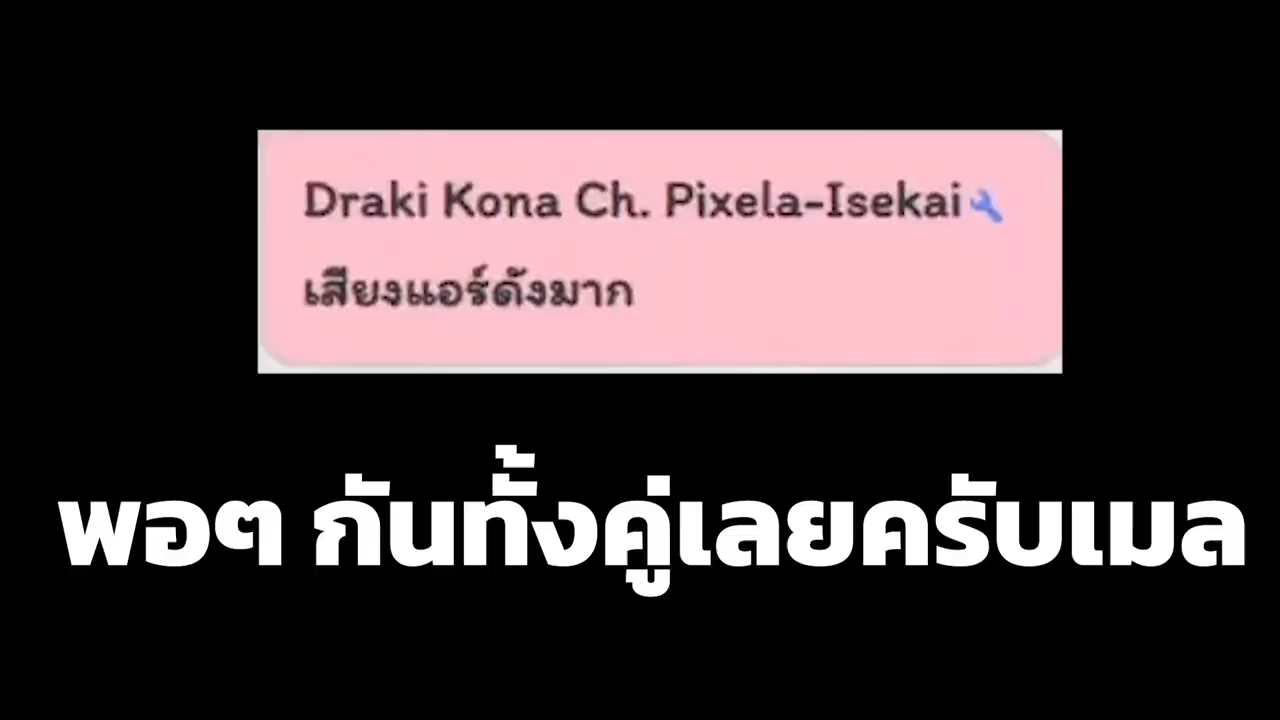 Draki Kona Ch. Pixela-Isekai
เสียงแอร์ดังมาก
พอๆ กันทั้งคู่เลยครับเมล